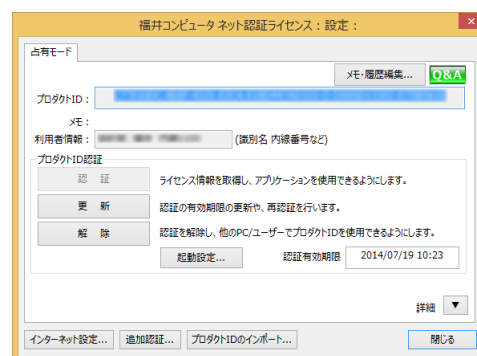 福井コンピュータ ネット認証ライセンス：設定：
×
占有モード
メモ・履歴編集... Q&A
プロダクトID：
メモ：
利用者情報： (識別名 内線番号など)
プロダクトID認証
認 証 ライセンス情報を取得し、アプリケーションを使用できるようにします。
更 新 認証の有効期限の更新や、再認証を行います。
解 除 認証を解除し、他のPC/ユーザーでプロダクトIDを使用できるようにします。
起動設定... 認証有効期限 2014/07/19 10:23
詳細 ▼
インターネット設定... 追加認証... プロダクトIDのインポート... 閉じる